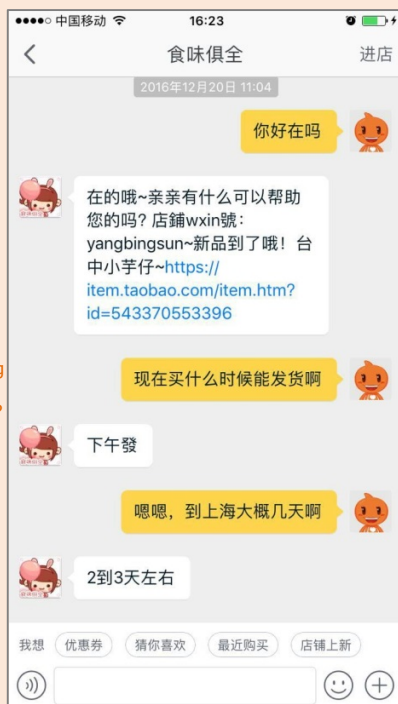 中国移动 16:23
食味俱全 进店
2016年12月20日 11:04
你好在吗
在的哦~亲亲有什么可以帮助
您的吗? 店鋪wxin號:
yangbingsun~新品到了哦! 台
中小芋仔~https://
item.taobao.com/item.htm?
id=543370553396
现在买什么时候能发货啊
下午發
嗯嗯，到上海大概几天啊
2到3天左右
我想 优惠券 猜你喜欢 最近购买 店铺上新